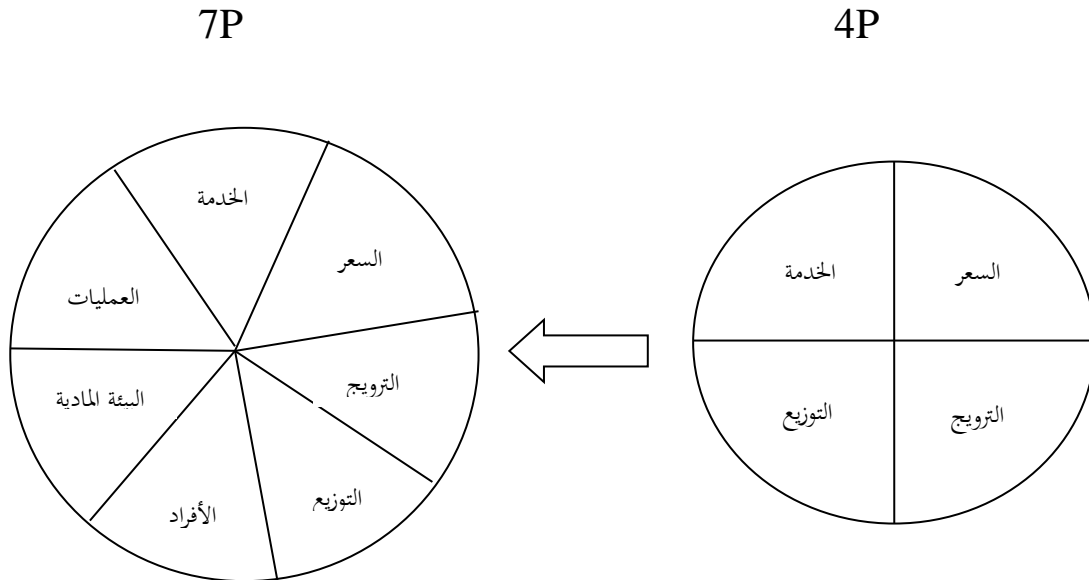 4P
7P
السعر
الخدمة
الترويج
التوزيع
الخدمة
السعر
العمليات
الترويج
البيئة المادية
التوزيع
الأفراد